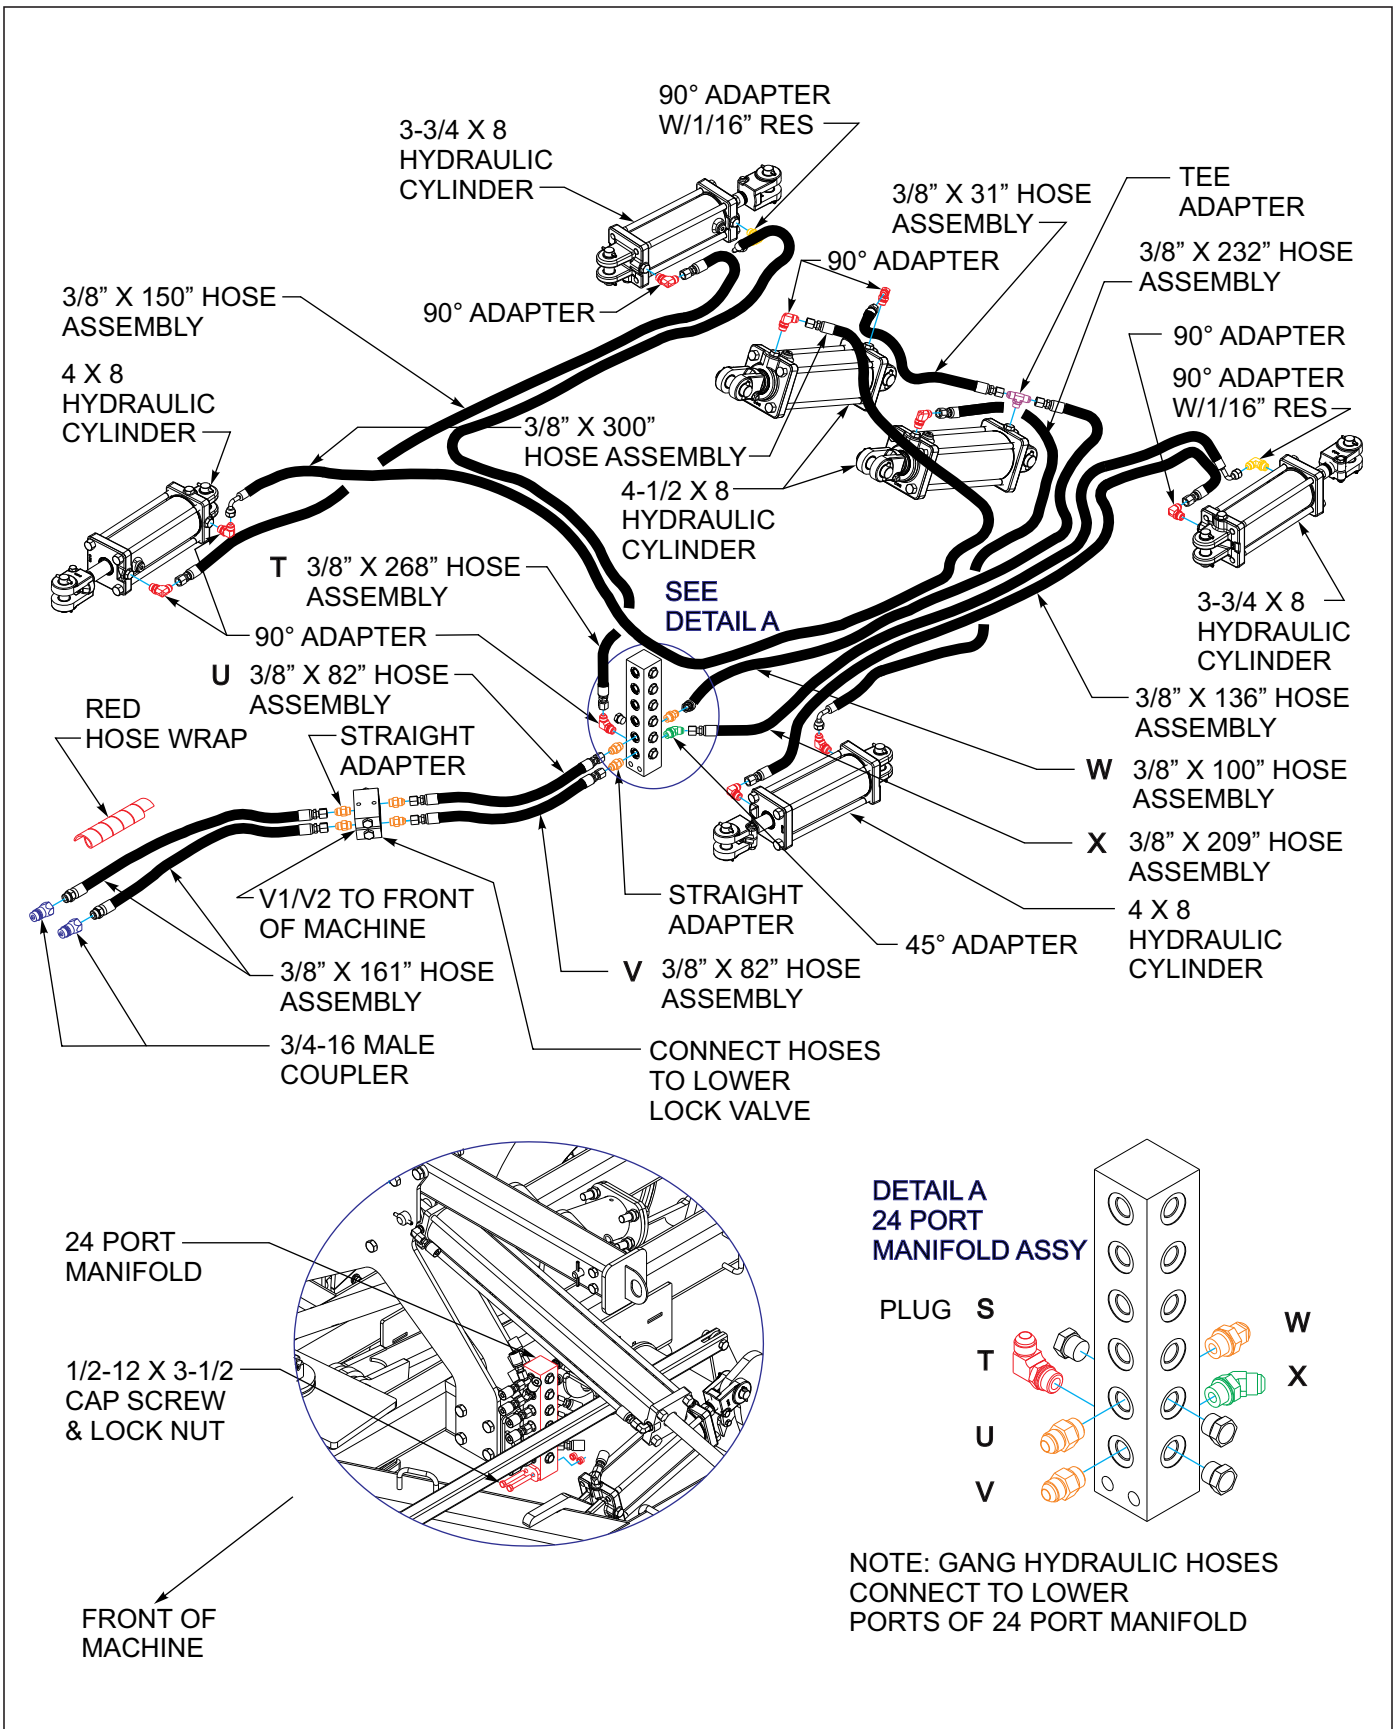 90° ADAPTER
W/1/16” RES
3-3/4 X 8
HYDRAULIC
CYLINDER
TEE
ADAPTER
3/8” X 31” HOSE
ASSEMBLY
90° ADAPTER
3/8” X 232” HOSE
ASSEMBLY
3/8” X 150” HOSE
ASSEMBLY
90° ADAPTER
90° ADAPTER
4 X 8
HYDRAULIC
CYLINDER
90° ADAPTER
W/1/16” RES
3/8” X 300”
HOSE ASSEMBLY
4-1/2 X 8
HYDRAULIC
CYLINDER
T 3/8” X 268” HOSE
ASSEMBLY
SEE
DETAIL A
3-3/4 X 8
HYDRAULIC
CYLINDER
90° ADAPTER
U 3/8” X 82” HOSE
ASSEMBLY
RED
HOSE WRAP
STRAIGHT
ADAPTER
3/8” X 136” HOSE
ASSEMBLY
W 3/8” X 100” HOSE
ASSEMBLY
X 3/8” X 209” HOSE
ASSEMBLY
V1/V2 TO FRONT
OF MACHINE
STRAIGHT
ADAPTER
45° ADAPTER
4 X 8
HYDRAULIC
CYLINDER
3/8” X 161” HOSE
ASSEMBLY
V 3/8” X 82” HOSE
ASSEMBLY
3/4-16 MALE
COUPLER
CONNECT HOSES
TO LOWER
LOCK VALVE
24 PORT
MANIFOLD
1/2-12 X 3-1/2
CAP SCREW
& LOCK NUT
FRONT OF
MACHINE
DETAIL A
24 PORT
MANIFOLD ASSY
PLUG S
T
U
V
W
X
NOTE: GANG HYDRAULIC HOSES
CONNECT TO LOWER
PORTS OF 24 PORT MANIFOLD